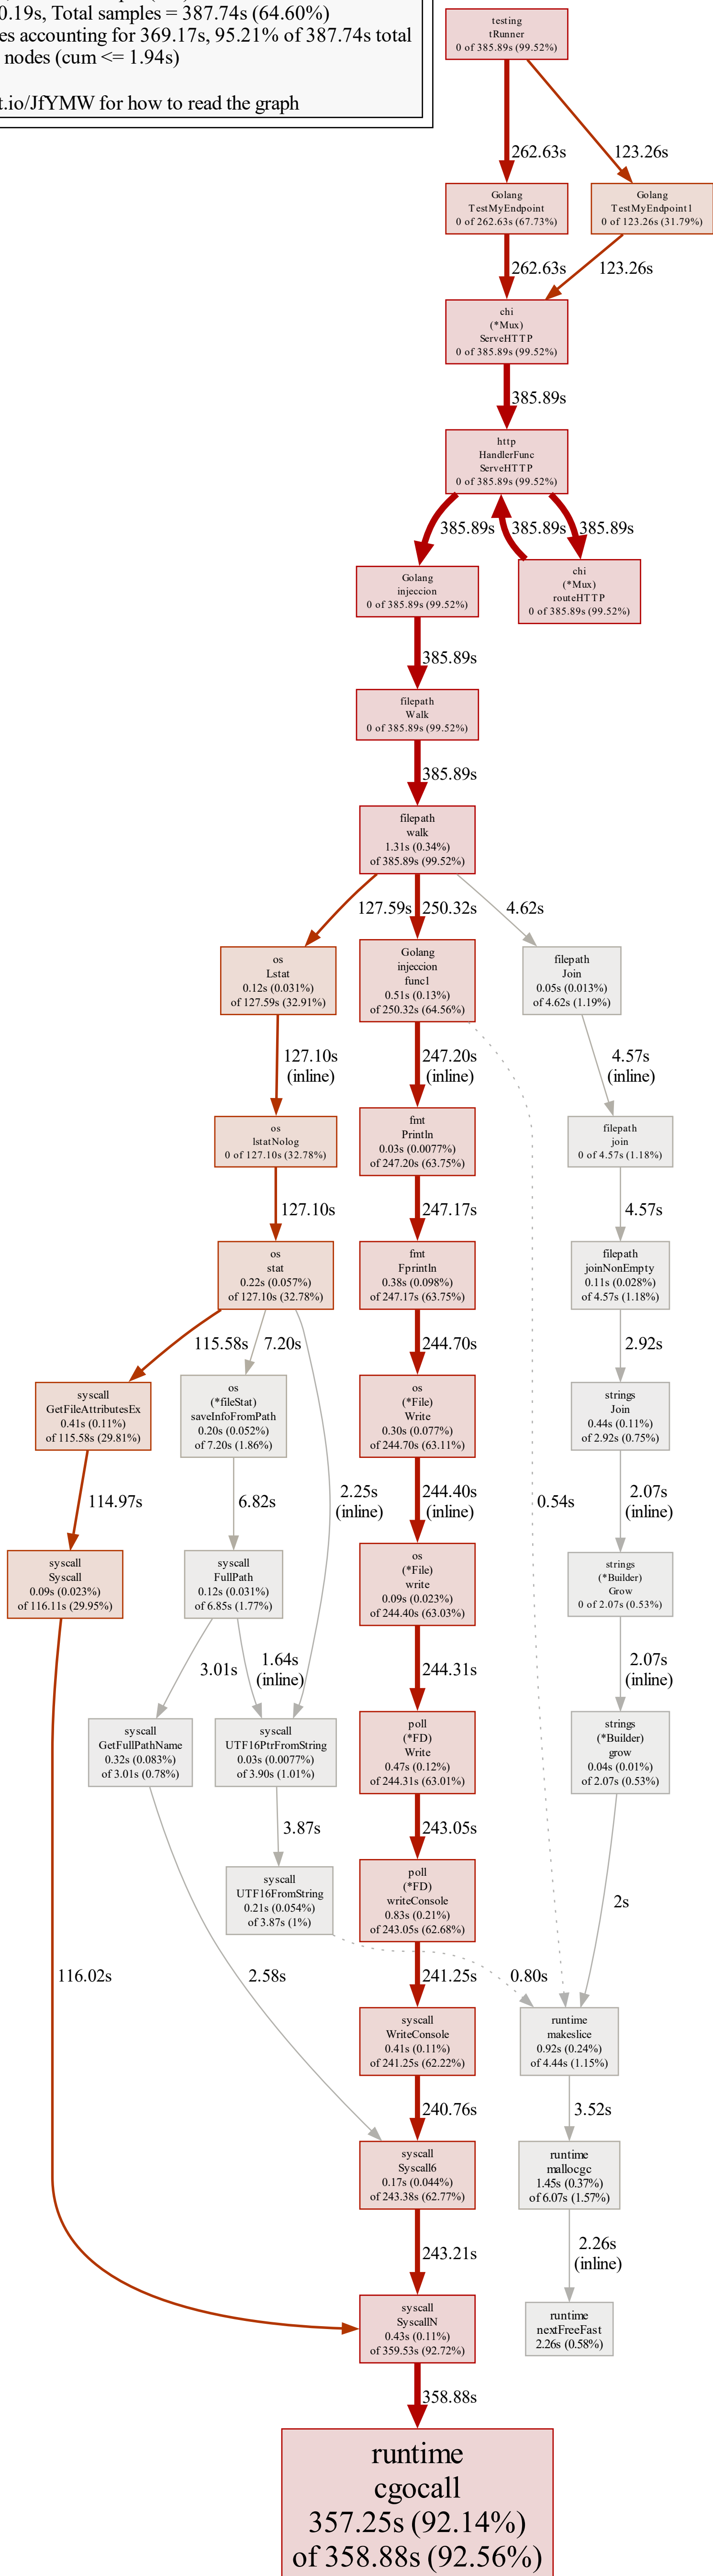 0.19s, Total samples = 387.74s (64.60%)
es accounting for 369.17s, 95.21% of 387.74s total
nodes (cum <= 1.94s)
t.io/JfYMW for how to read the graph
testing
tRunner
0 of 385.89s (99.52%)
262.63s
123.26s
Golang
TestMyEndpoint
0 of 262.63s (67.73%)
Golang
TestMyEndpoint1
0 of 123.26s (31.79%)
262.63s
123.26s
chi
(*Mux)
ServeHTTP
0 of 385.89s (99.52%)
385.89s
http
HandlerFunc
ServeHTTP
0 of 385.89s (99.52%)
385.89s
385.89s
385.89s
Golang
injeccion
0 of 385.89s (99.52%)
chi
(*Mux)
routeHTTP
0 of 385.89s (99.52%)
385.89s
filepath
Walk
0 of 385.89s (99.52%)
385.89s
filepath
walk
1.31s (0.34%)
of 385.89s (99.52%)
127.59s
250.32s
4.62s
os
Lstat
0.12s (0.031%)
of 127.59s (32.91%)
Golang
injeccion
func1
0.51s (0.13%)
of 250.32s (64.56%)
filepath
Join
0.05s (0.013%)
of 4.62s (1.19%)
127.10s
(inline)
247.20s
(inline)
4.57s
(inline)
os
lstatNolog
0 of 127.10s (32.78%)
fmt
Println
0.03s (0.0077%)
of 247.20s (63.75%)
filepath
join
0 of 4.57s (1.18%)
127.10s
247.17s
4.57s
os
stat
0.22s (0.057%)
of 127.10s (32.78%)
fmt
Fprintln
0.38s (0.098%)
of 247.17s (63.75%)
filepath
joinNonEmpty
0.11s (0.028%)
of 4.57s (1.18%)
115.58s
7.20s
244.70s
2.92s
syscall
GetFileAttributesEx
0.41s (0.11%)
of 115.58s (29.81%)
os
(*fileStat)
saveInfoFromPath
0.20s (0.052%)
of 7.20s (1.86%)
os
(*File)
Write
0.30s (0.077%)
of 244.70s (63.11%)
strings
Join
0.44s (0.11%)
of 2.92s (0.75%)
114.97s
6.82s
2.25s
(inline)
244.40s
(inline)
0.54s
2.07s
(inline)
syscall
Syscall
0.09s (0.023%)
of 116.11s (29.95%)
syscall
FullPath
0.12s (0.031%)
of 6.85s (1.77%)
os
(*File)
write
0.09s (0.023%)
of 244.40s (63.03%)
strings
(*Builder)
Grow
0 of 2.07s (0.53%)
3.01s
1.64s
(inline)
244.31s
2.07s
(inline)
syscall
GetFullPathName
0.32s (0.083%)
of 3.01s (0.78%)
syscall
UTF16PtrFromString
0.03s (0.0077%)
of 3.90s (1.01%)
poll
(*FD)
Write
0.47s (0.12%)
of 244.31s (63.01%)
strings
(*Builder)
grow
0.04s (0.01%)
of 2.07s (0.53%)
3.87s
243.05s
syscall
UTF16FromString
0.21s (0.054%)
of 3.87s (1%)
poll
(*FD)
writeConsole
0.83s (0.21%)
of 243.05s (62.68%)
2s
116.02s
2.58s
241.25s
0.80s
syscall
WriteConsole
0.41s (0.11%)
of 241.25s (62.22%)
runtime
makeslice
0.92s (0.24%)
of 4.44s (1.15%)
240.76s
3.52s
syscall
Syscall6
0.17s (0.044%)
of 243.38s (62.77%)
runtime
mallocgc
1.45s (0.37%)
of 6.07s (1.57%)
243.21s
2.26s
(inline)
syscall
SyscallN
0.43s (0.11%)
of 359.53s (92.72%)
runtime
nextFreeFast
2.26s (0.58%)
358.88s
runtime
cgocall
357.25s (92.14%)
of 358.88s (92.56%)